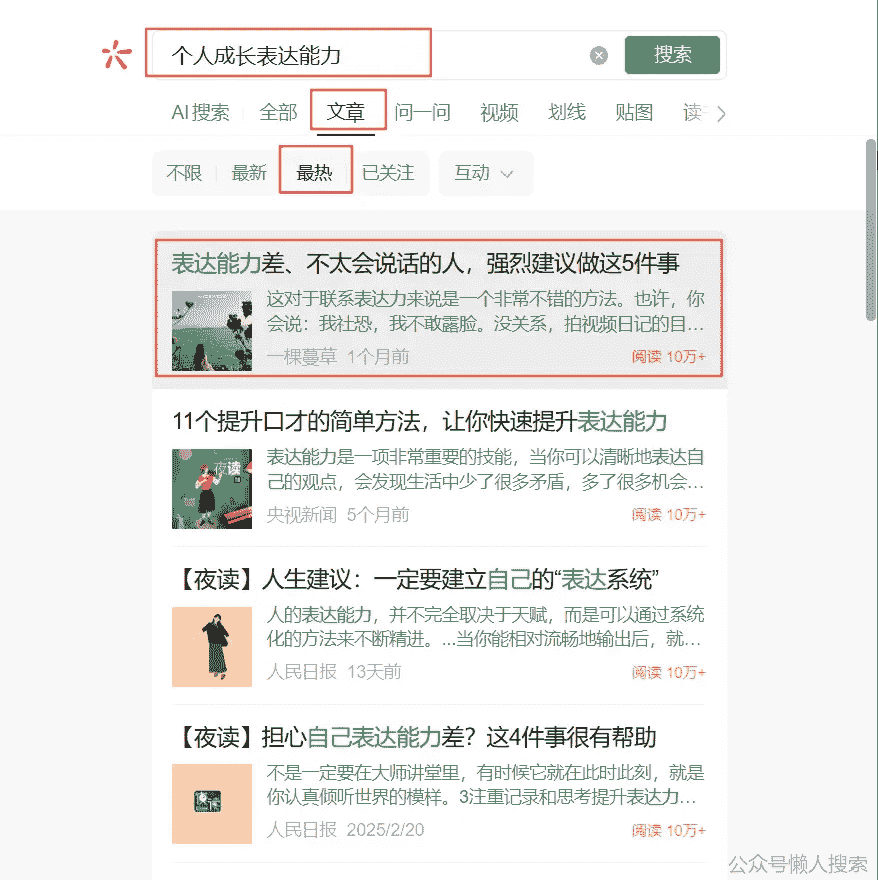 个人成长表达能力
搜索
AI搜索 全部 文章 问一问 视频 划线 贴图 读
不限 最新 最热 已关注 互动
表达能力差、不太会说话的人，强烈建议做这5件事
这对于联系表达力来说是一个非常不错的方法。也许，你
会说：我社恐，我不敢露脸。没关系，拍视频日记的目...
一棵蔓草 1个月前 阅读 10万+
11个提升口才的简单方法，让你快速提升表达能力
夜读
表达能力是一项非常重要的技能，当你可以清晰地表达自
己的观点，会发现生活中少了很多矛盾，多了很多机会...
央视新闻 5个月前 阅读 10万+
【夜读】人生建议：一定要建立自己的“表达系统”
人的表达能力，并不完全取决于天赋，而是可以通过系统
化的方法来不断精进。...当你能相对流畅地输出后，就...
人民日报 13天前 阅读 10万+
【夜读】担心自己表达能力差？这4件事很有帮助
不是一定要在大师讲堂里，有时候它就在此时此刻，就是
你认真倾听世界的模样。3注重记录和思考提升表达力...
人民日报 2025/2/20 阅读 10万+
公众号懒人搜索